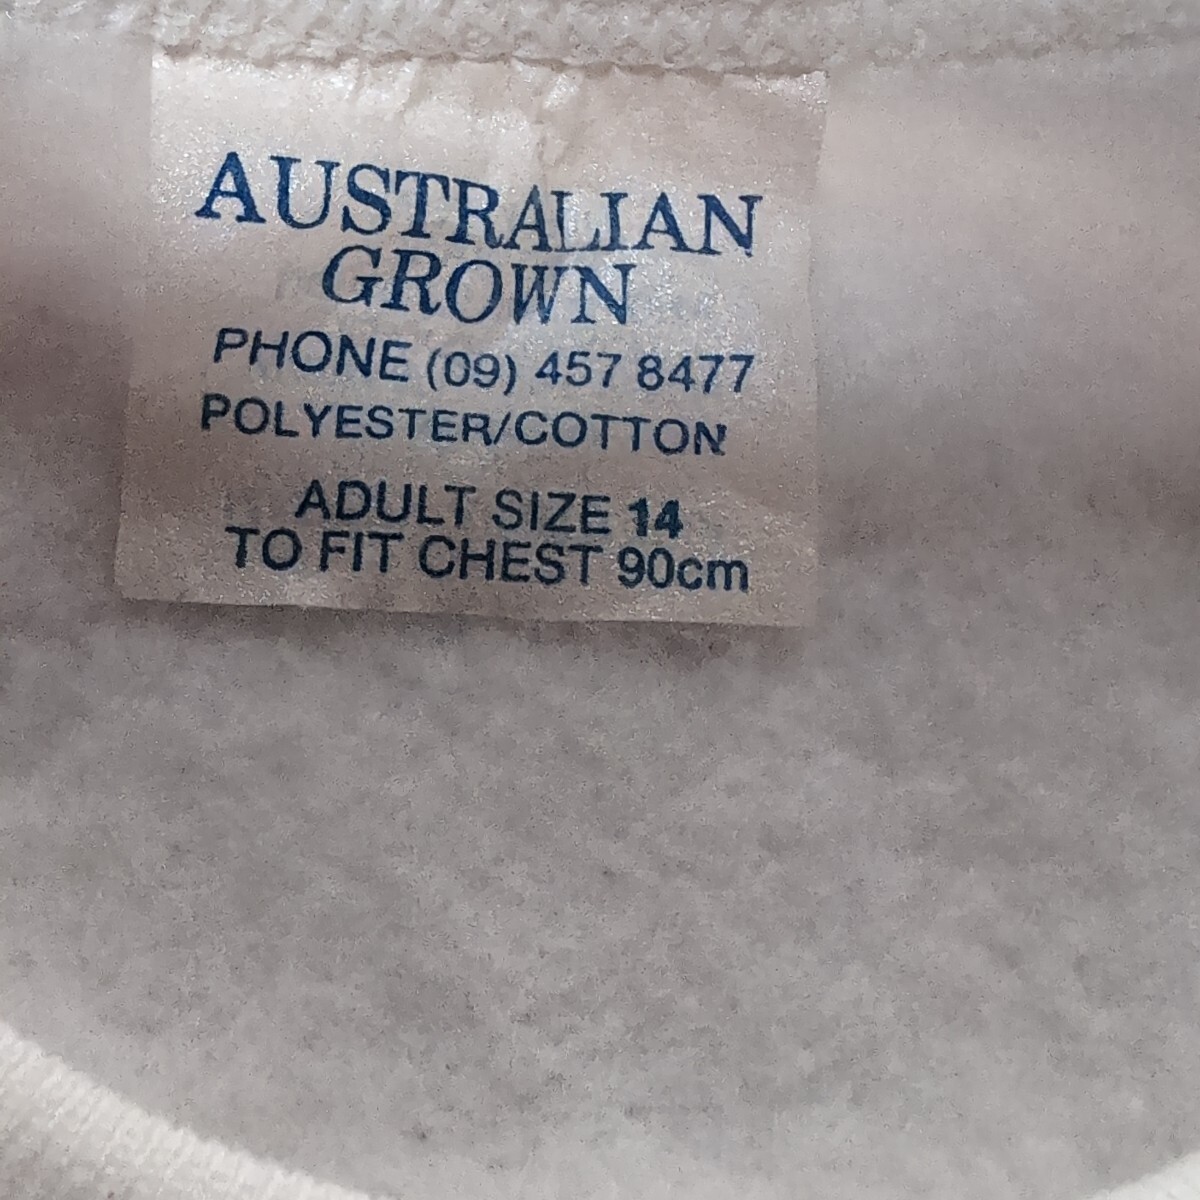 AUSTRALIAN
GROWN
PHONE (09) 457 8477
POLYESTER/COTTON
ADULT SIZE 14
TO FIT CHEST 90cm